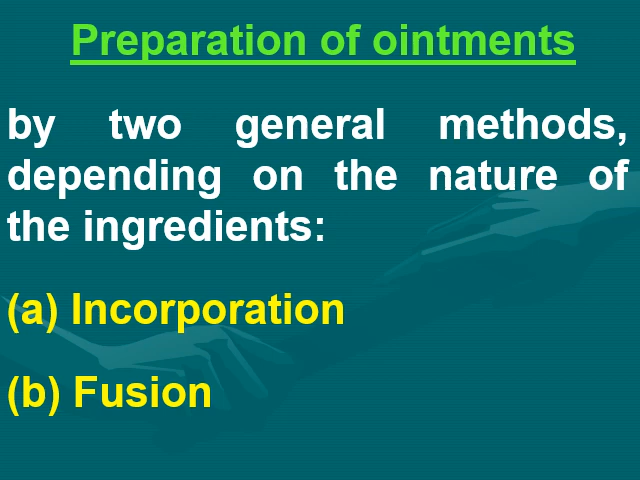 Preparation of ointments
by two general methods,
depending on the nature of
the ingredients:
(a) Incorporation
(b) Fusion